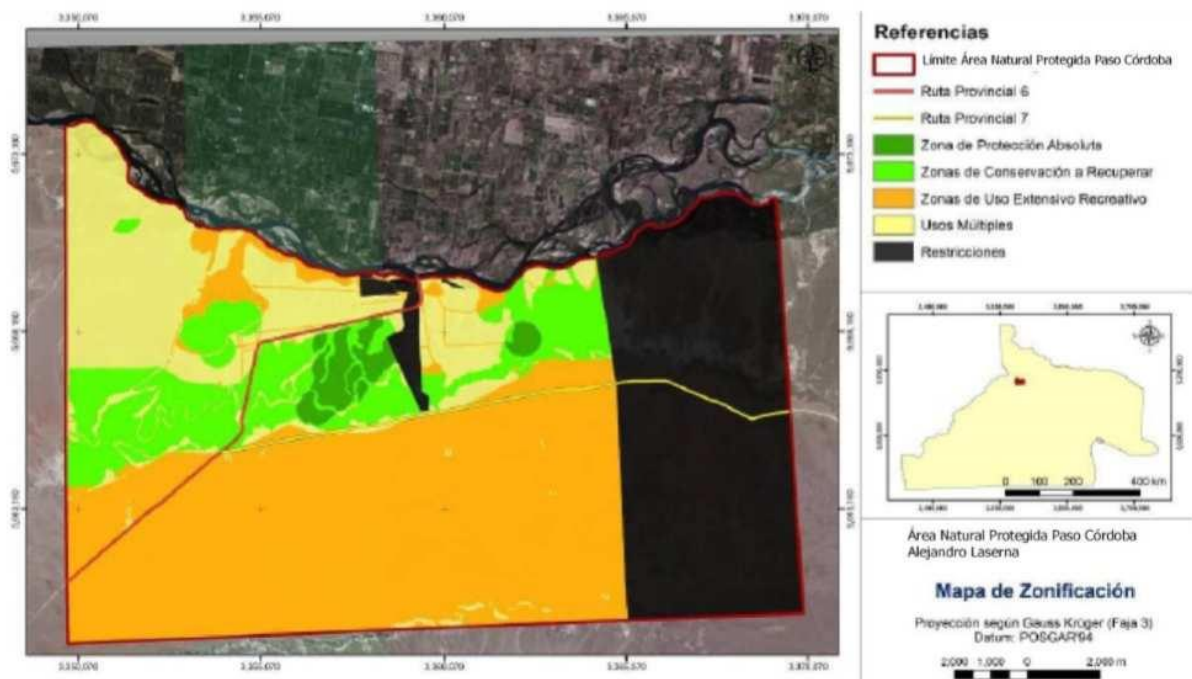 Referencias
Límite Área Natural Protegida Paso Córdoba
Ruta Provincial 6
Ruta Provincial 7
Zona de Protección Absoluta
Zonas de Conservación a Recuperar
Zonas de Uso Extensivo Recreativo
Usos Múltiples
Restricciones
0 100 200 400 km
Área Natural Protegida Paso Córdoba
Alejandro Laserna
Mapa de Zonificación
Proyección según Gauss Krüger (Faja 3)
Datum: POSGAR'94
2,000 1,000 0 2,000 m